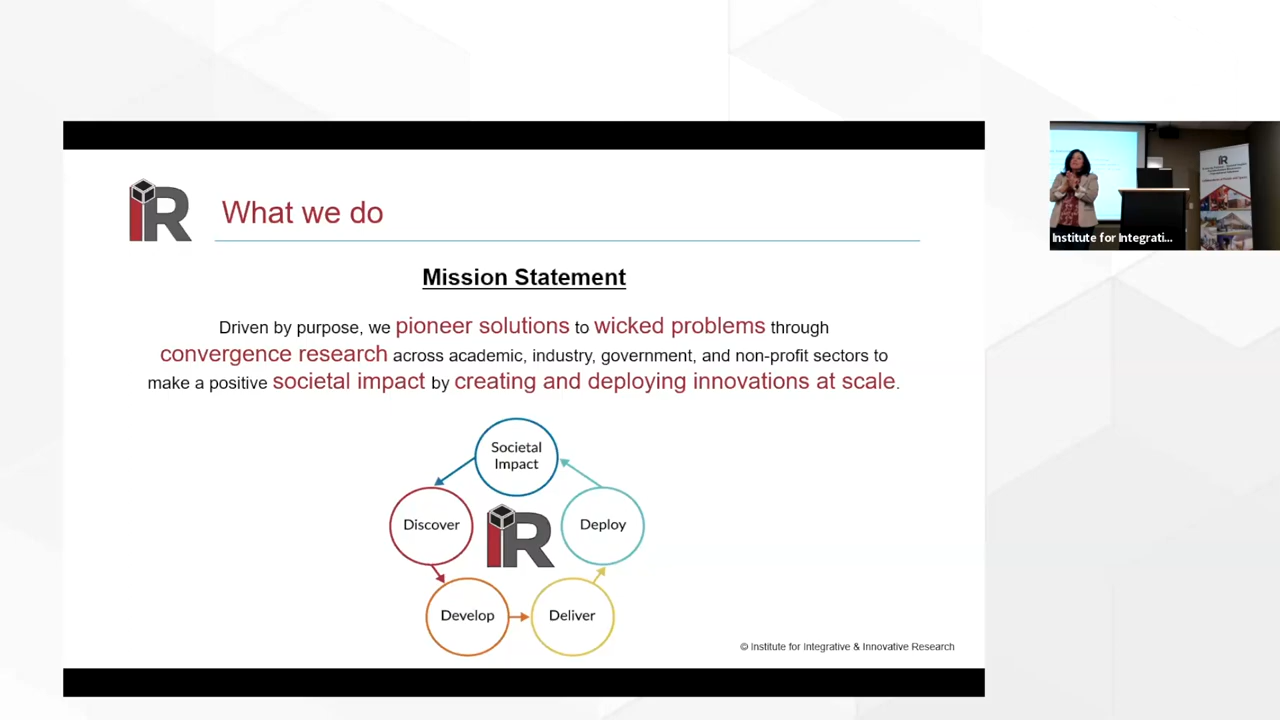 IR
What we do
Mission Statement
Driven by purpose, we pioneer solutions to wicked problems through
convergence research across academic, industry, government, and non-profit sectors to
make a positive societal impact by creating and deploying innovations at scale.
Societal
Impact
Discover
IR
Deploy
Develop
Deliver
© Institute for Integrative & Innovative Research
IR
Institute for Integrati...